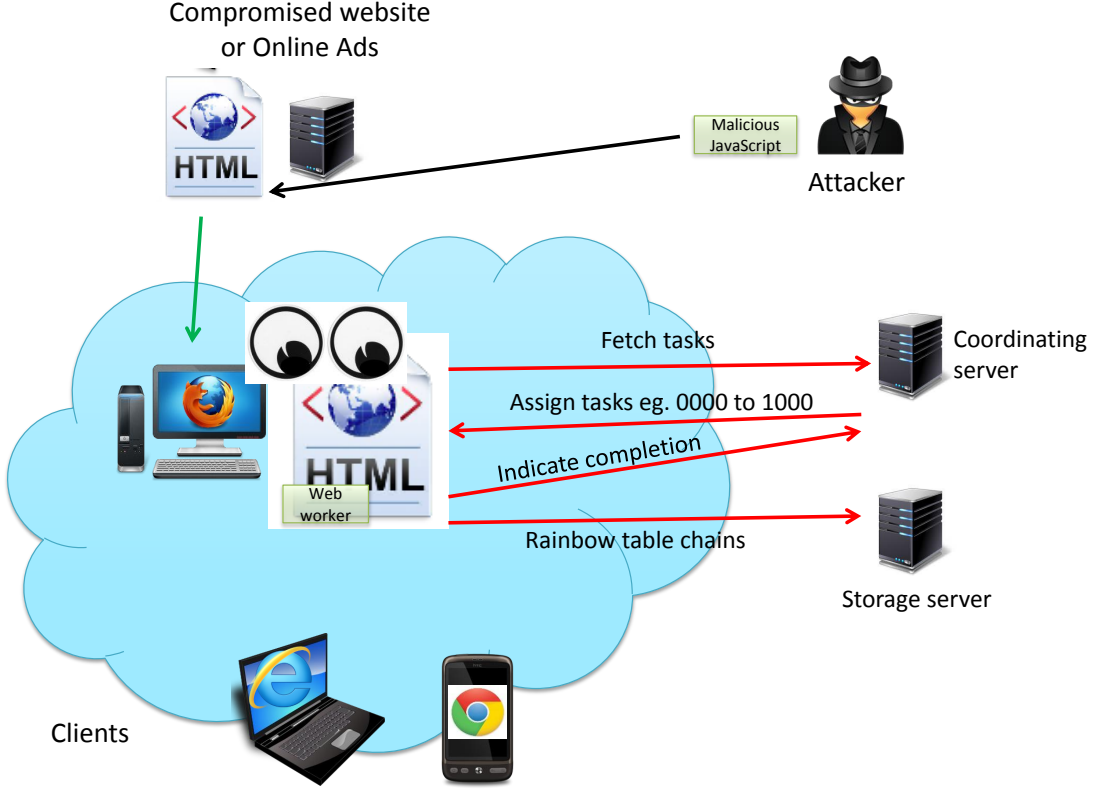 Compromised website
or Online Ads
HTML
Malicious
JavaScript
Attacker
Fetch tasks
Coordinating
server
Assign tasks eg. 0000 to 1000
Indicate completion
HTML
Web
worker
Rainbow table chains
Storage server
Clients